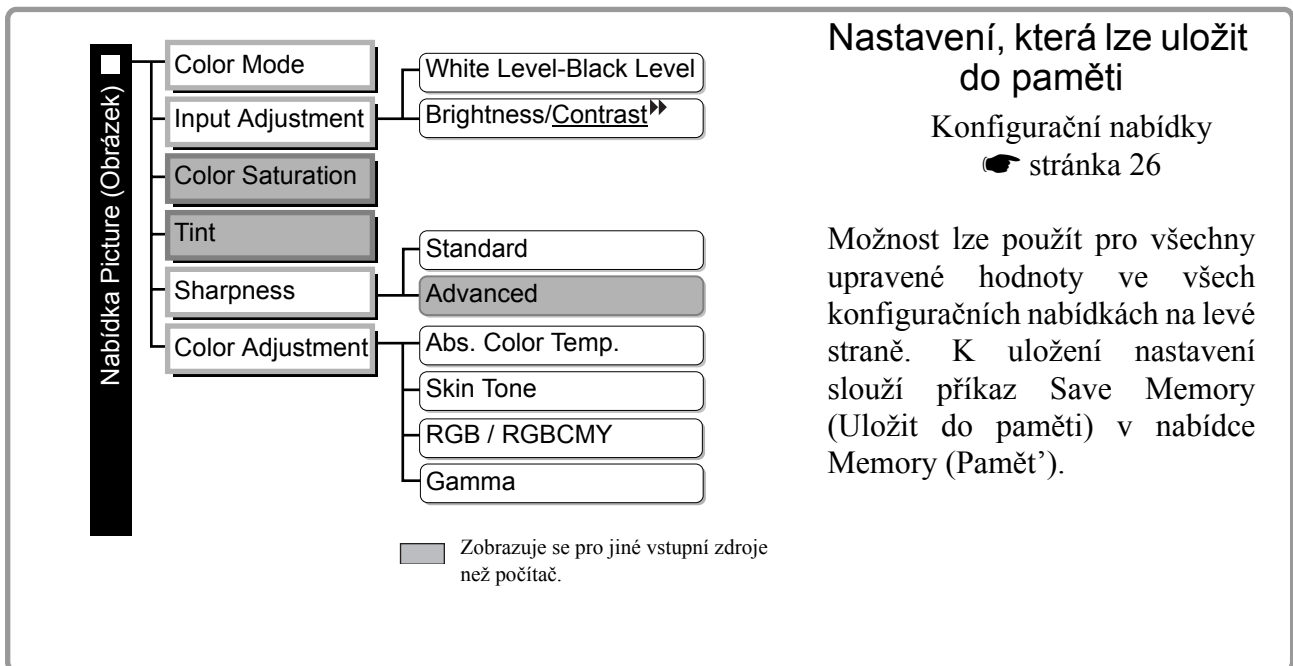 Nabídka Picture (Obrázek)
Color Mode
Input Adjustment
Color Saturation
Tint
Sharpness
Color Adjustment
White Level-Black Level
Brightness/Contrast
Standard
Advanced
Abs. Color Temp.
Skin Tone
RGB / RGBCMY
Gamma
Zobrazuje se pro jiné vstupní zdroje
než počítač.
Nastavení, která lze uložit
do paměti
Konfigurační nabídky
☛ stránka 26
Možnost lze použít pro všechny
upravené hodnoty ve všech
konfiguračních nabídkách na levé
straně. K uložení nastavení
slouží příkaz Save Memory
(Uložit do paměti) v nabídce
Memory (Pamět’).